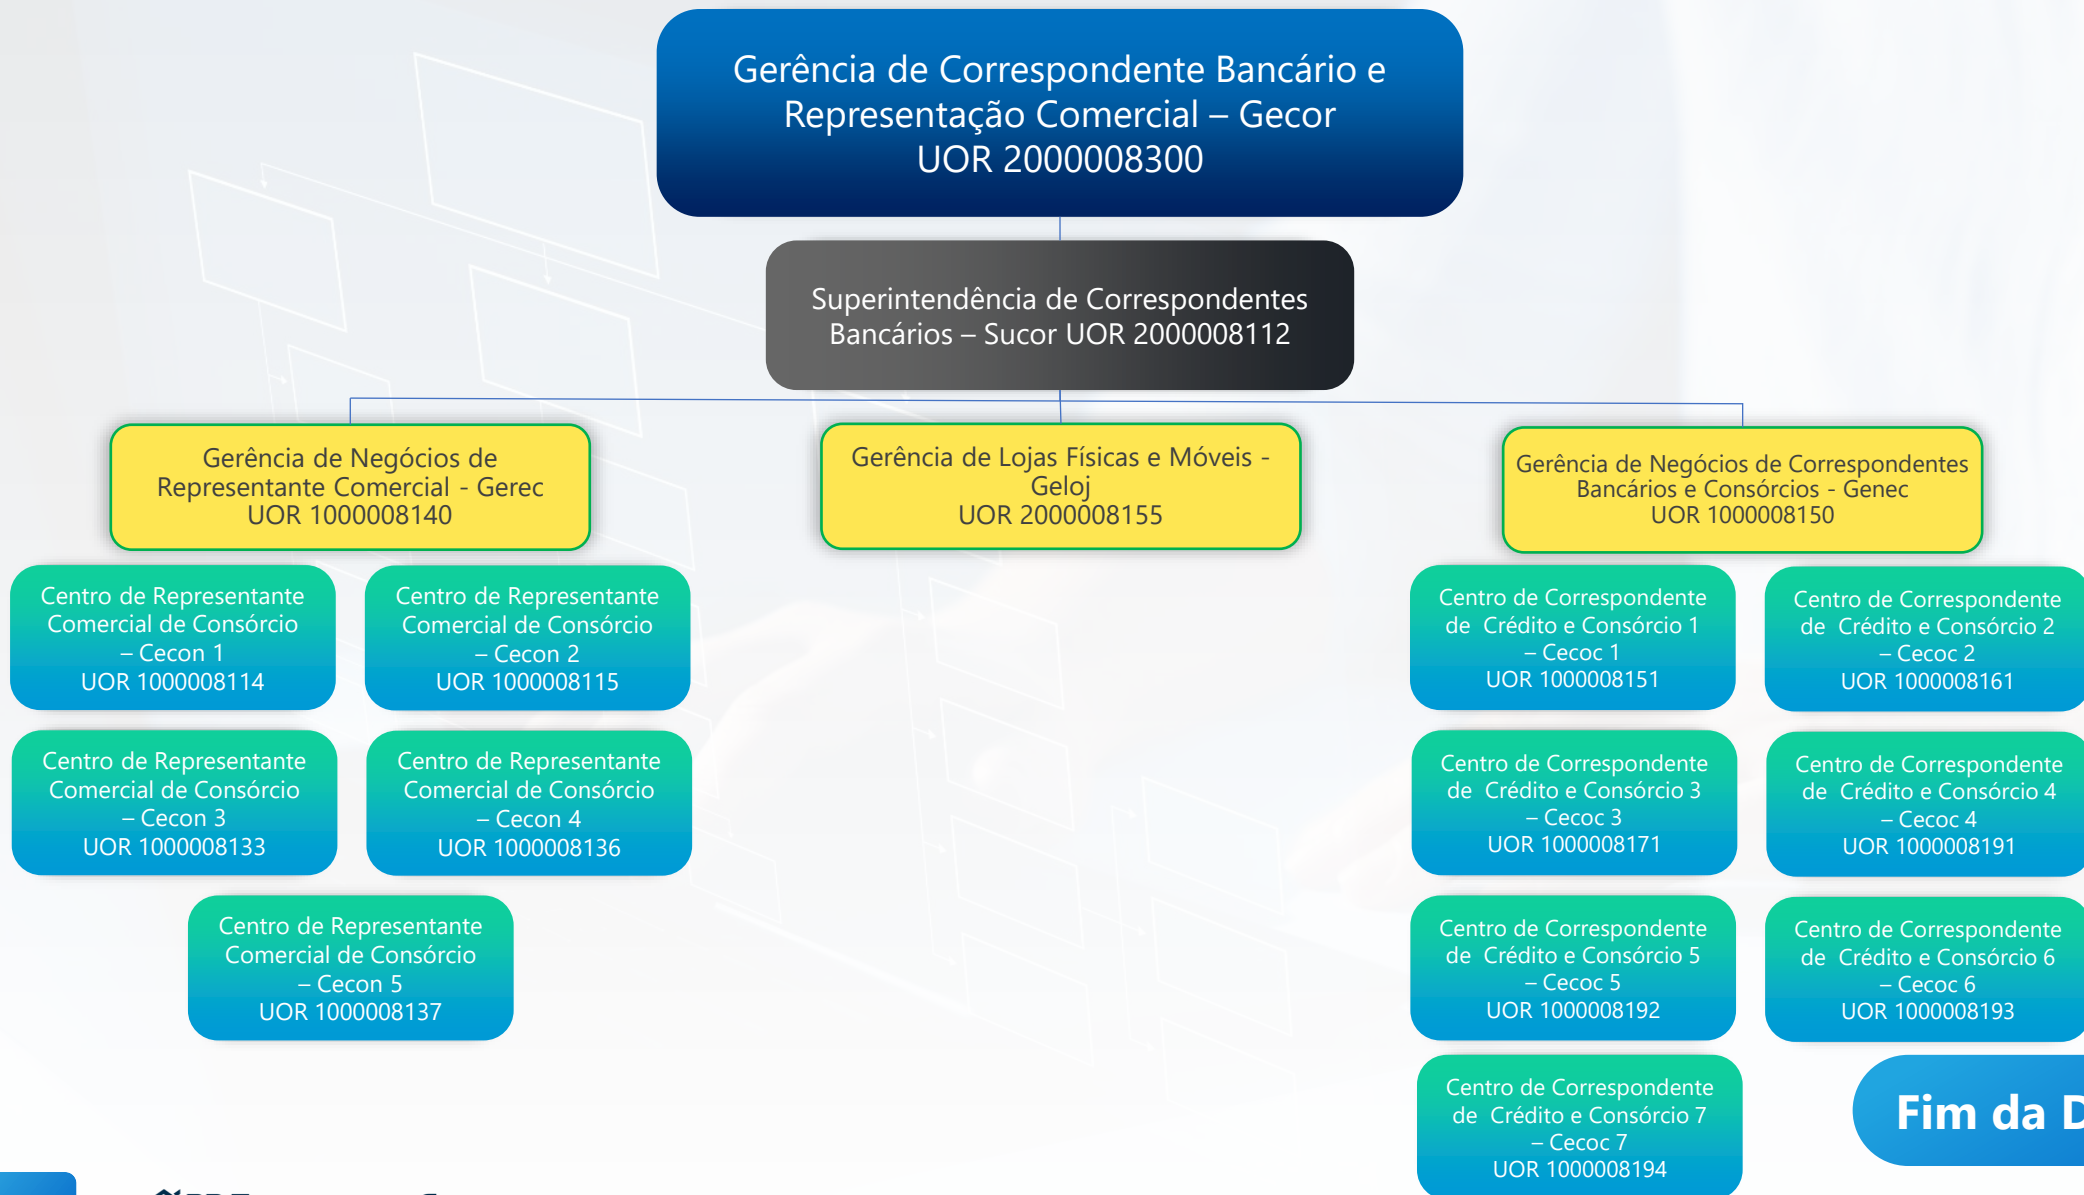 Gerência de Correspondente Bancário e
Representação Comercial – Gecor
UOR 2000008300
Superintendência de Correspondentes
Bancários – Sucor UOR 2000008112
Gerência de Negócios de
Representante Comercial - Gerec
UOR 1000008140
Gerência de Lojas Físicas e Móveis -
Geloj
UOR 2000008155
Gerência de Negócios de Correspondentes
Bancários e Consórcios - Genec
UOR 1000008150
Centro de Representante
Comercial de Consórcio
– Cecon 1
UOR 1000008114
Centro de Representante
Comercial de Consórcio
– Cecon 2
UOR 1000008115
Centro de Correspondente
de  Crédito e Consórcio 1
– Cecoc 1
UOR 1000008151
Centro de Correspondente
de  Crédito e Consórcio 2
– Cecoc 2
UOR 1000008161
Centro de Representante
Comercial de Consórcio
– Cecon 3
UOR 1000008133
Centro de Representante
Comercial de Consórcio
– Cecon 4
UOR 1000008136
Centro de Correspondente
de  Crédito e Consórcio 3
– Cecoc 3
UOR 1000008171
Centro de Correspondente
de  Crédito e Consórcio 4
– Cecoc 4
UOR 1000008191
Centro de Representante
Comercial de Consórcio
– Cecon 5
UOR 1000008137
Centro de Correspondente
de  Crédito e Consórcio 5
– Cecoc 5
UOR 1000008192
Centro de Correspondente
de  Crédito e Consórcio 6
– Cecoc 6
UOR 1000008193
Centro de Correspondente
de  Crédito e Consórcio 7
– Cecoc 7
UOR 1000008194
Fim da